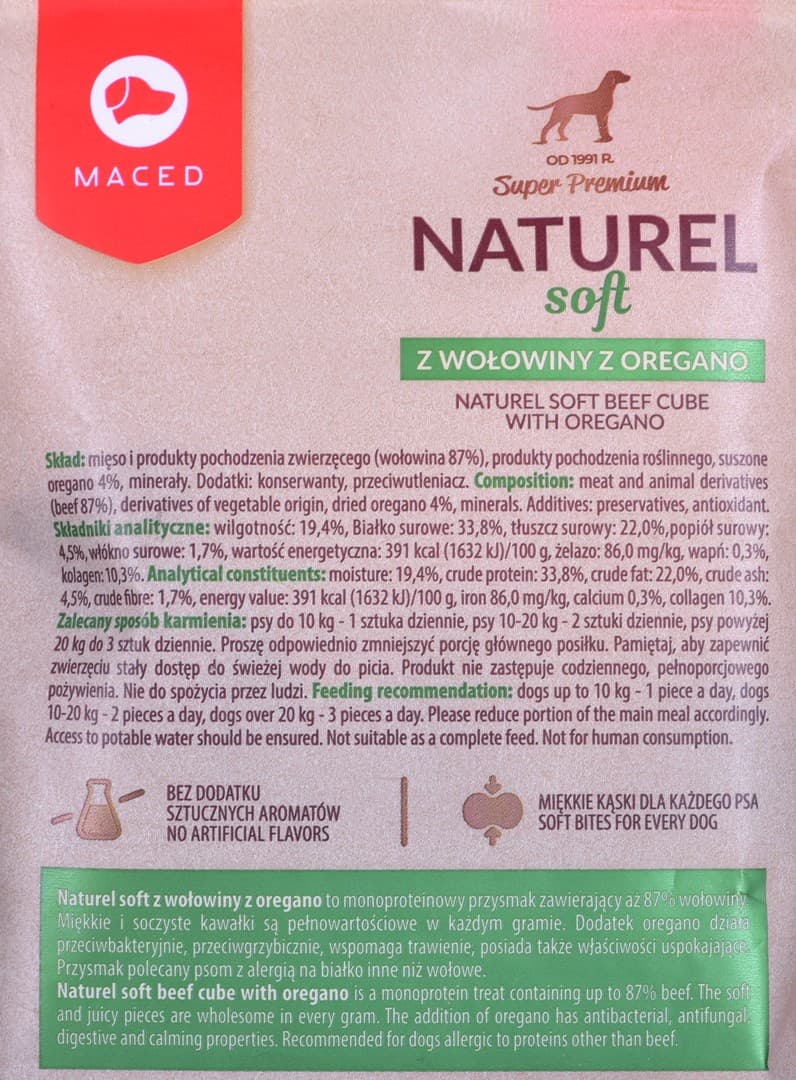 MACED
OD 1991 R.
Super Premium
NATUREL
soft
Z WOŁOWINY Z OREGANO
NATUREL SOFT BEEF CUBE
WITH OREGANO
Skład: mięso i produkty pochodzenia zwierzęcego (wołowina 87%), produkty pochodzenia roślinnego, suszone
oregano 4%, minerały. Dodatki: konserwanty, przeciwutleniacz. Composition: meat and animal derivatives
(beef 87%), derivatives of vegetable origin, dried oregano 4%, minerals. Additives: preservatives, antioxidant.
Składniki analityczne: wilgotność: 19,4%, Białko surowe: 33,8%, tłuszcz surowy: 22,0%,popiół surowy:
4,5%, włókno surowe: 1,7%, wartość energetyczna: 391 kcal (1632 kJ)/100 g, żelazo: 86,0 mg/kg, wapń: 0,3%,
kolagen: 10,3%. Analytical constituents: moisture: 19,4%, crude protein: 33,8%, crude fat: 22,0%, crude ash:
4,5%, crude fibre: 1,7%, energy value: 391 kcal (1632 kJ)/100 g, iron 86,0 mg/kg, calcium 0,3%, collagen 10,3%.
Zalecany sposób karmienia: psy do 10 kg - 1 sztuka dziennie, psy 10-20 kg - 2 sztuki dziennie, psy powyżej
20 kg do 3 sztuk dziennie. Proszę odpowiednio zmniejszyć porcję głównego posiłku. Pamiętaj, aby zapewnić
zwierzęciu stały dostęp do świeżej wody do picia. Produkt nie zastępuje codziennego, pełnoporcjowego
pożywienia. Nie do spożycia przez ludzi. Feeding recommendation: dogs up to 10 kg - 1 piece a day, dogs
10-20 kg - 2 pieces a day, dogs over 20 kg - 3 pieces a day. Please reduce portion of the main meal accordingly.
Access to potable water should be ensured. Not suitable as a complete feed. Not for human consumption.
BEZ DODATKU
SZTUCZNYCH AROMATÓW
NO ARTIFICIAL FLAVORS
MIĘKKIE KĄSKI DLA KAŻDEGO PSA
SOFT BITES FOR EVERY DOG
Naturel soft z wołowiny z oregano to monoproteinowy przysmak zawierający aż 87% wołowiny.
Miękkie i soczyste kawałki są pełnowartościowe w każdym gramie. Dodatek oregano działa
przeciwbakteryjnie, przeciwgrzybicznie, wspomaga trawienie, posiada także właściwości uspokajające.
Przysmak polecany psom z alergią na białko inne niż wołowe.
Naturel soft beef cube with oregano is a monoprotein treat containing up to 87% beef. The soft
and juicy pieces are wholesome in every gram. The addition of oregano has antibacterial, antifungal,
digestive and calming properties. Recommended for dogs allergic to proteins other than beef.